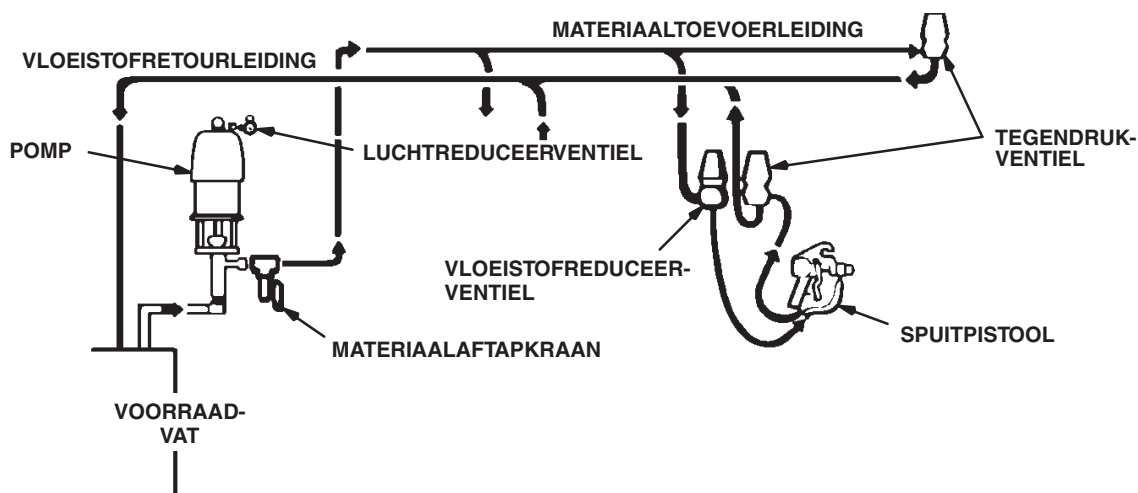 MATERIAALTOEVOERLEIDING
VLOEISTOFRETOURLEIDING
POMP
LUCHTREDUCEERVENTIEL
TEGENDRUK-
VENTIEL
VLOEISTOFREDUCEER-
VENTIEL
SPUITPISTOOL
MATERIAALAFTAPKRAAN
VOORRAAD-
VAT